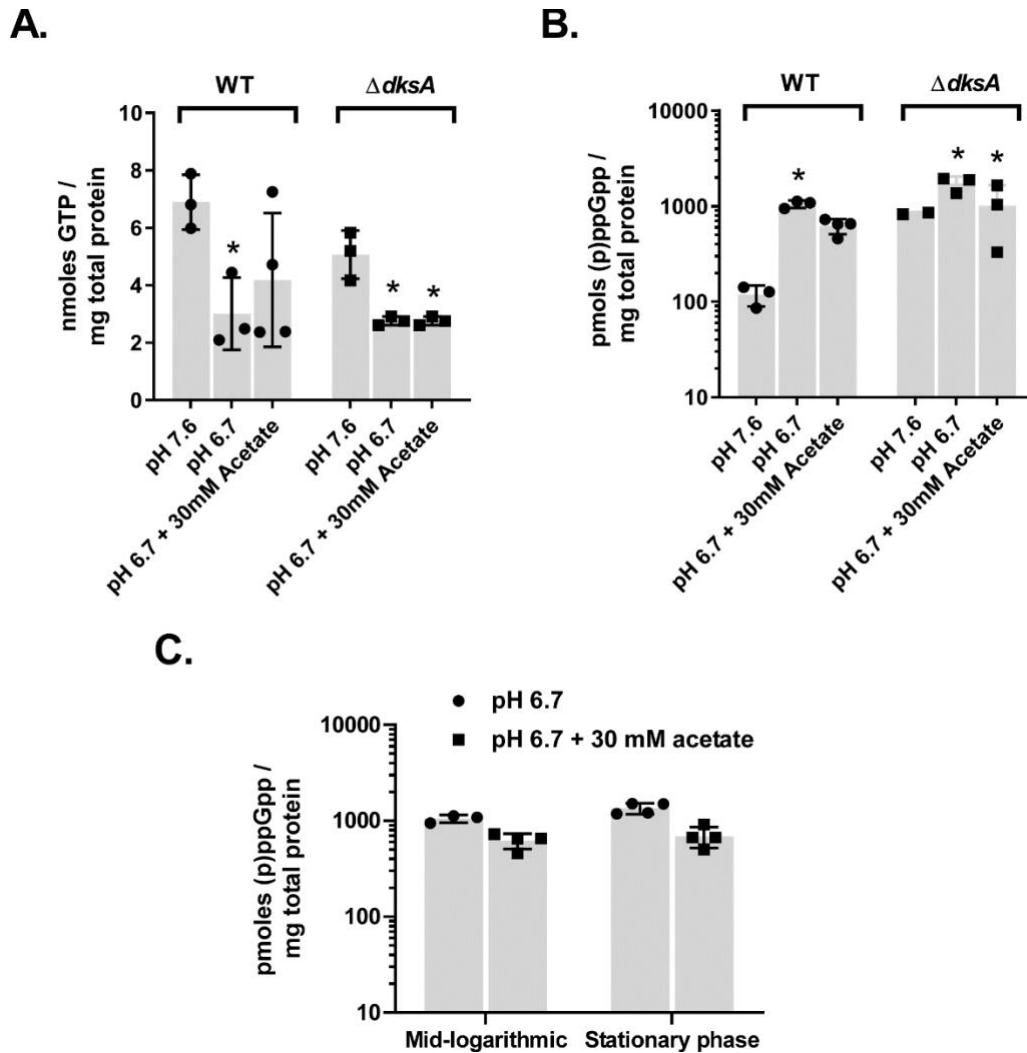 A.
WT
ΔdksA
nmoles GTP /
mg total protein
10
8
6
4
2
0
*
*
*
pH 7.6
pH 6.7
pH 6.7 + 30mM Acetate
pH 7.6
pH 6.7
pH 6.7 + 30mM Acetate
B.
WT
ΔdksA
pmols (p)ppGpp /
mg total protein
10000
1000
100
10
*
*
*
pH 7.6
pH 6.7
pH 6.7 + 30mM Acetate
pH 7.6
pH 6.7
pH 6.7 + 30mM Acetate
C.
pH 6.7
pH 6.7 + 30 mM acetate
pmoles (p)ppGpp /
mg total protein
10000
1000
100
10
Mid-logarithmic
Stationary phase